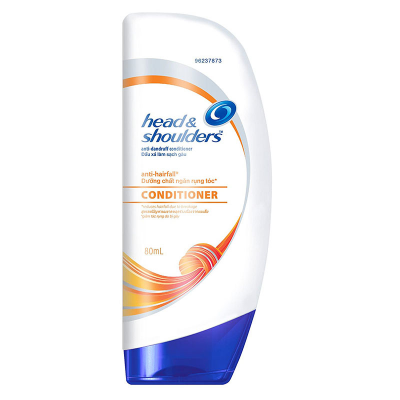 96237873
head &
shoulders™
anti-dandruff conditioner
Dầu xả làm sạch gàu
anti-hairfall*
Dưỡng chất ngăn rụng tóc*
CONDITIONER
80mL